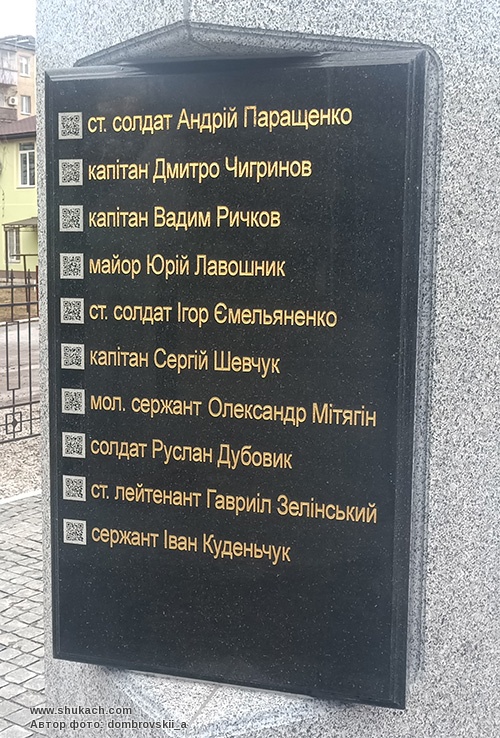 ст. солдат Андрій Паращенко
капітан Дмитро Чигринов
капітан Вадим Ричков
майор Юрій Лавошник
ст. солдат Ігор Ємельяненко
капітан Сергій Шевчук
мол. сержант Олександр Мітягін
солдат Руслан Дубовик
ст. лейтенант Гавриіл Зелінський
сержант Іван Куденьчук
www.shukach.com
Автор фото: dombrovskii_a